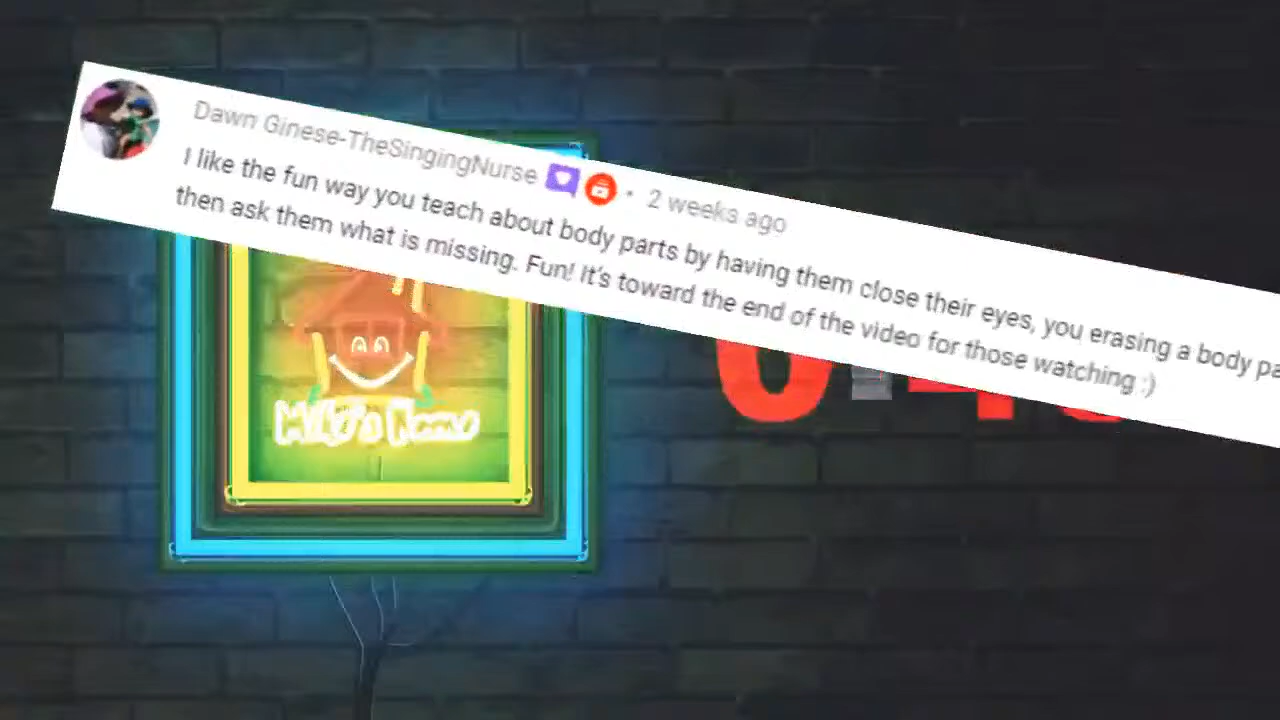 Dawn Ginese-TheSingingNurse • 2 weeks ago
I like the fun way you teach about body parts by having them close their eyes, you erasing a body pa
then ask them what is missing. Fun! It's toward the end of the video for those watching :)